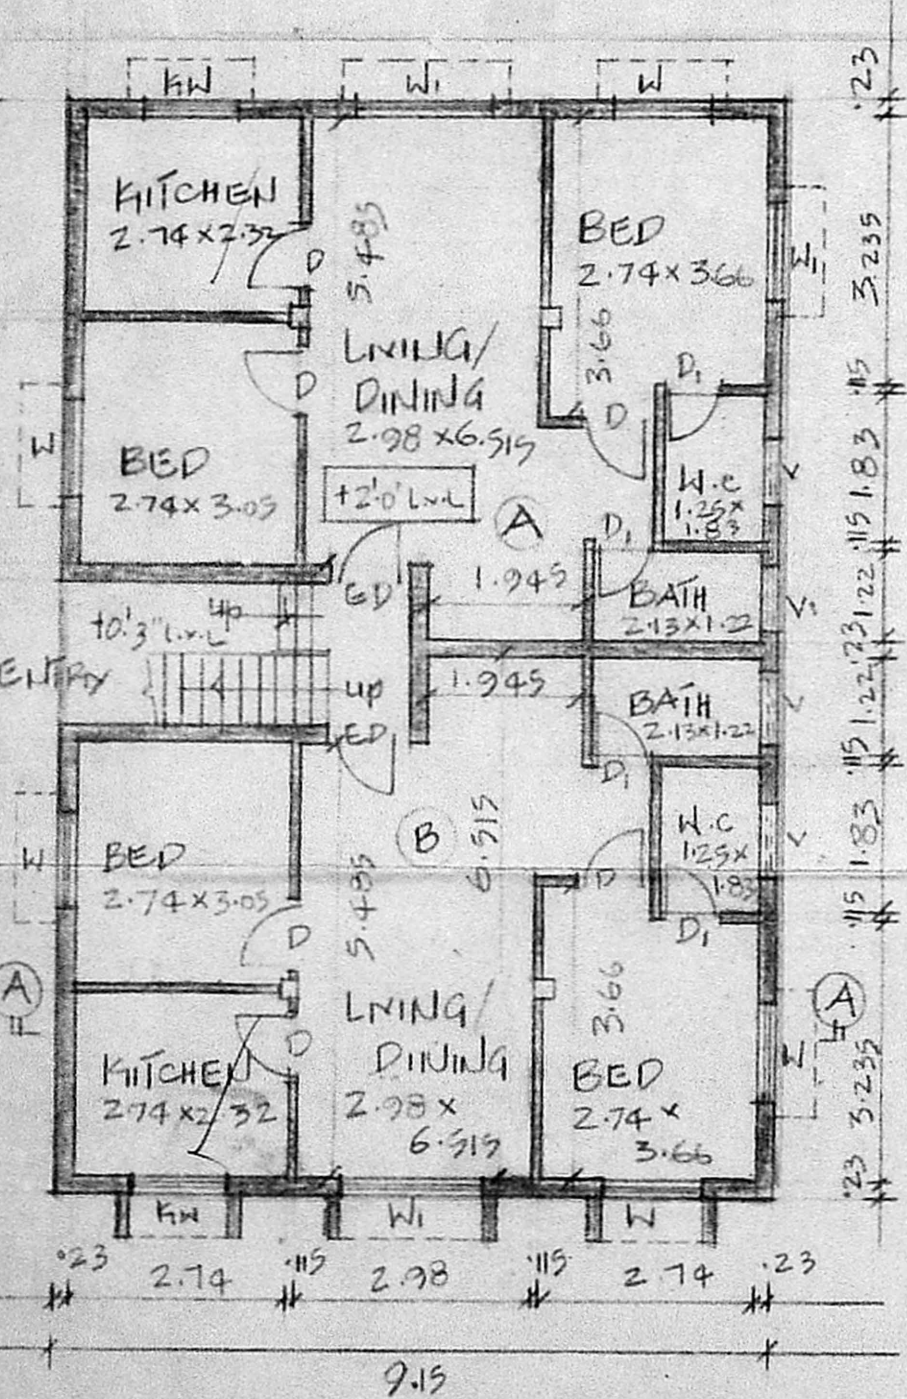 KW
W1
W
.23
KITCHEN
2.74 x 2.32
D
5.485
BED
2.74 x 3.66
W1
3.235
LIVING/
DINING
2.98 x 6.515
3.66
D1
D
.115
D
W
BED
2.74 x 3.05
+2'0" L.V.L
A
W.C
1.25 x
1.83
V
1.83
.115
D1
ED
1.945
BATH
2.13 x 1.22
V1
1.22
+0'.3" L.V.L
UP
.23
ENTRY
UP
1.945
BATH
2.13 x 1.22
V
1.22
ED
D1
.115
B
6.515
W.C
1.25 x
1.83
V
1.83
W
BED
2.74 x 3.05
D
D1
.115
5.485
D
A
A
LIVING/
DINING
2.98 x
6.515
3.66
D
KITCHEN
2.74 x 2.32
BED
2.74 x
3.66
W
3.235
.23
KW
W1
W
.23
2.74
.115
2.98
.115
2.74
.23
9.15